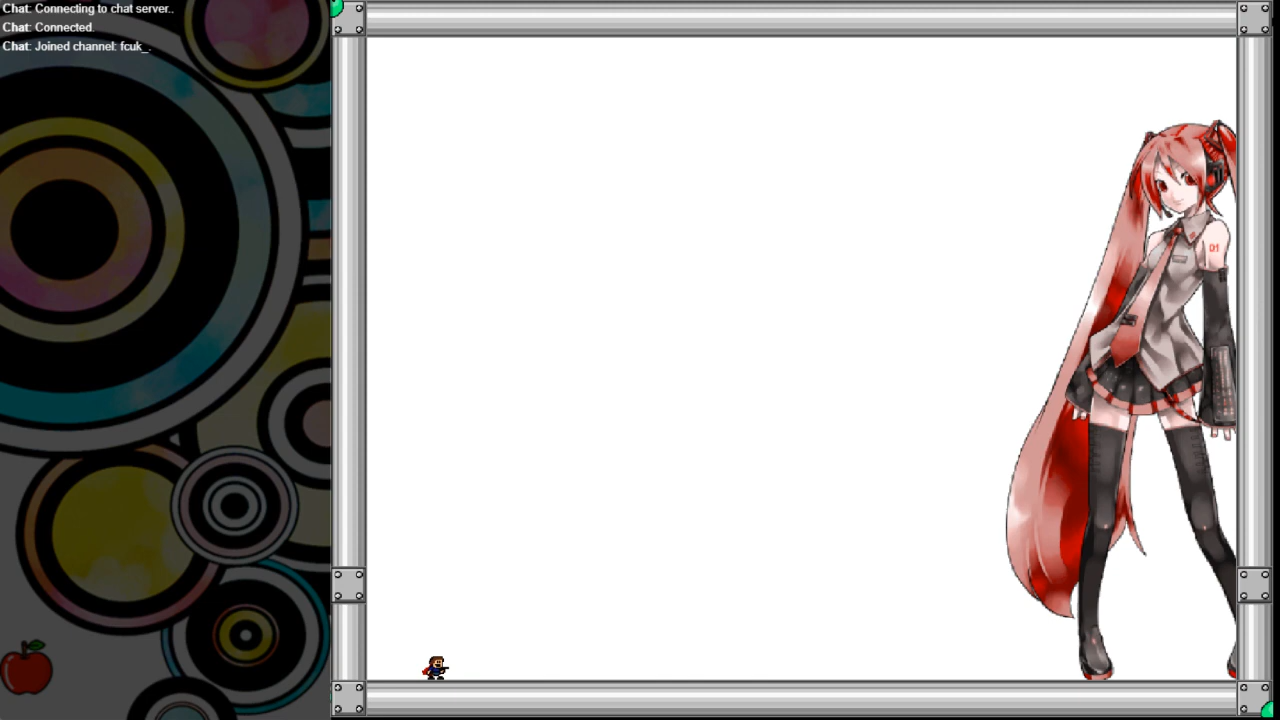 Chat: Connecting to chat server..
Chat: Connected.
Chat: Joined channel: fcuk_.
01